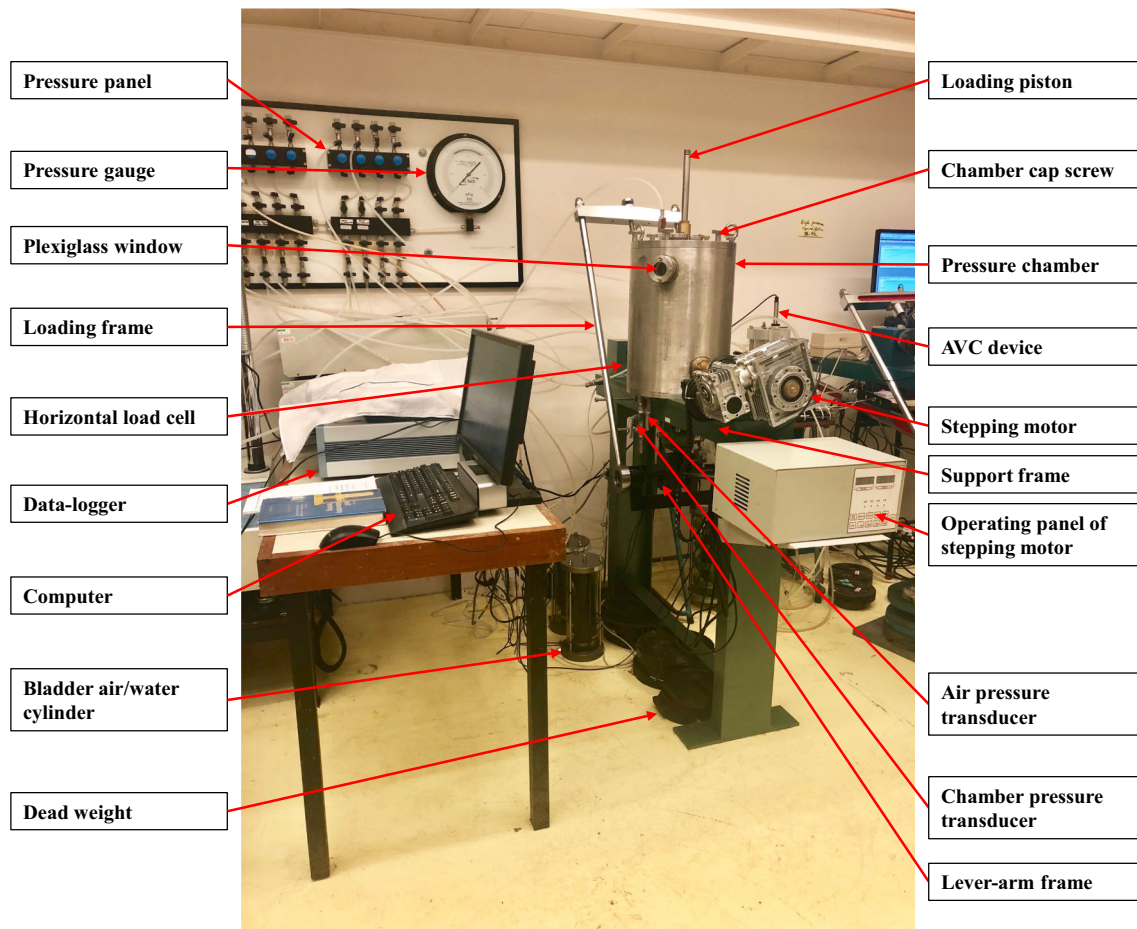 Pressure panel
Pressure gauge
Plexiglass window
Loading frame
Horizontal load cell
Data-logger
Computer
Bladder air/water
cylinder
Dead weight
Loading piston
Chamber cap screw
Pressure chamber
AVC device
Stepping motor
Support frame
Operating panel of
stepping motor
Air pressure
transducer
Chamber pressure
transducer
Lever-arm frame